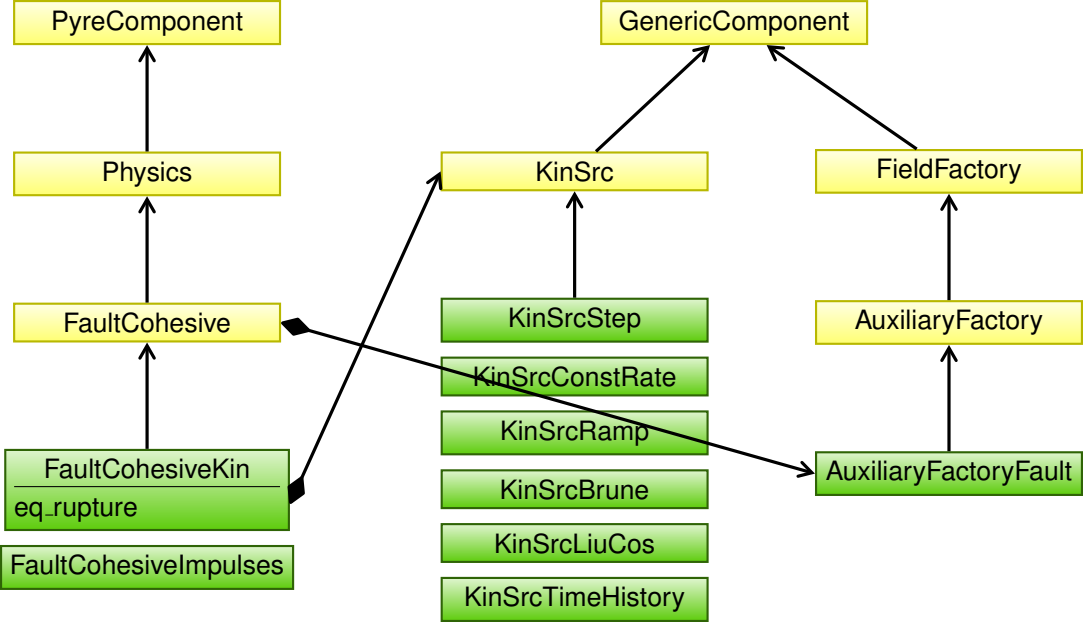 PyreComponent
GenericComponent
Physics
KinSrc
FieldFactory
FaultCohesive
KinSrcStep
AuxiliaryFactory
KinSrcConstRate
KinSrcRamp
FaultCohesiveKin
eq_rupture
AuxiliaryFactoryFault
KinSrcBrune
KinSrcLiuCos
FaultCohesiveImpulses
KinSrcTimeHistory